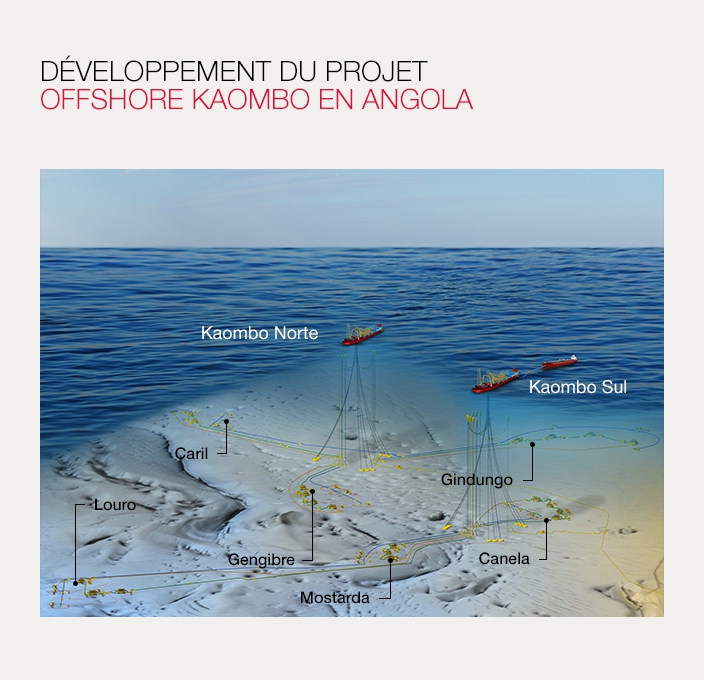 DÉVELOPPEMENT DU PROJET
OFFSHORE KAOMBO EN ANGOLA
Kaombo Norte
Kaombo Sul
Caril
Gindungo
Louro
Gengibre
Canela
Mostarda